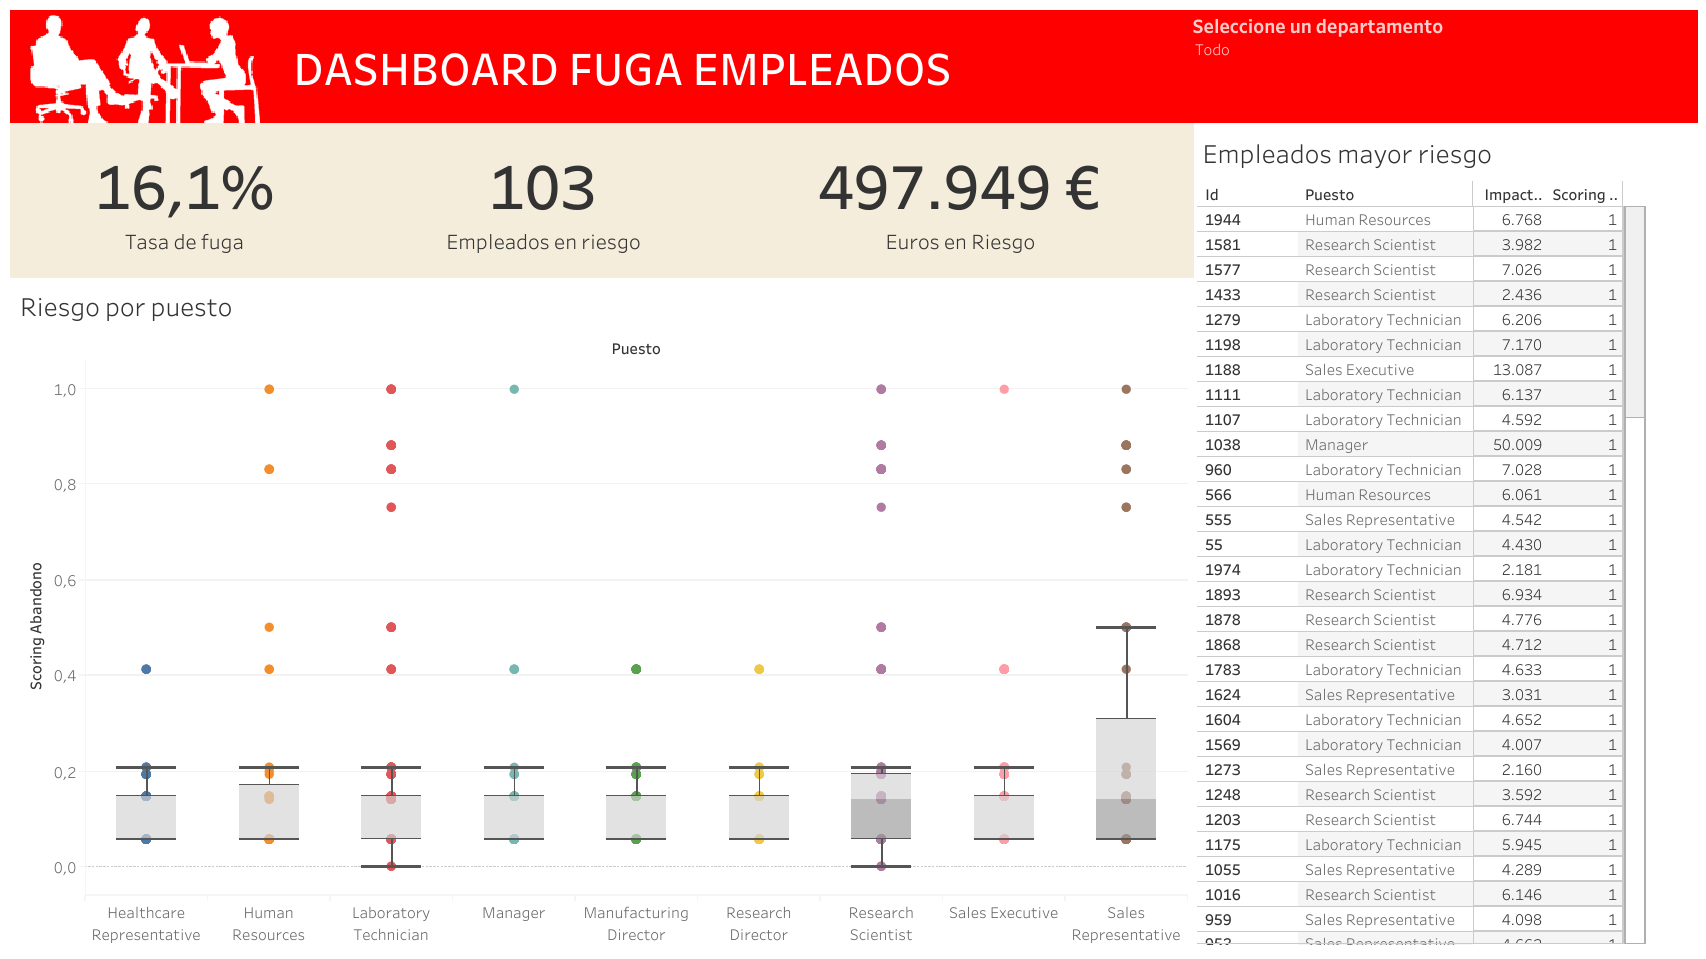 DASHBOARD FUGA EMPLEADOS
Seleccione un departamento
Todo
16,1%
Tasa de fuga
103
Empleados en riesgo
497.949 €
Euros en Riesgo
Riesgo por puesto
Puesto
Scoring Abandono
1,0
0,8
0,6
0,4
0,2
0,0
Healthcare
Representative
Human
Resources
Laboratory
Technician
Manager
Manufacturing
Director
Research
Director
Research
Scientist
Sales Executive
Sales
Representative
Empleados mayor riesgo
Id Puesto Impact.. Scoring ..
1944 Human Resources 6.768 1
1581 Research Scientist 3.982 1
1577 Research Scientist 7.026 1
1433 Research Scientist 2.436 1
1279 Laboratory Technician 6.206 1
1198 Laboratory Technician 7.170 1
1188 Sales Executive 13.087 1
1111 Laboratory Technician 6.137 1
1107 Laboratory Technician 4.592 1
1038 Manager 50.009 1
960 Laboratory Technician 7.028 1
566 Human Resources 6.061 1
555 Sales Representative 4.542 1
55 Laboratory Technician 4.430 1
1974 Laboratory Technician 2.181 1
1893 Research Scientist 6.934 1
1878 Research Scientist 4.776 1
1868 Research Scientist 4.712 1
1783 Laboratory Technician 4.633 1
1624 Sales Representative 3.031 1
1604 Laboratory Technician 4.652 1
1569 Laboratory Technician 4.007 1
1273 Sales Representative 2.160 1
1248 Research Scientist 3.592 1
1203 Research Scientist 6.744 1
1175 Laboratory Technician 5.945 1
1055 Sales Representative 4.289 1
1016 Research Scientist 6.146 1
959 Sales Representative 4.098 1
Sales Representative